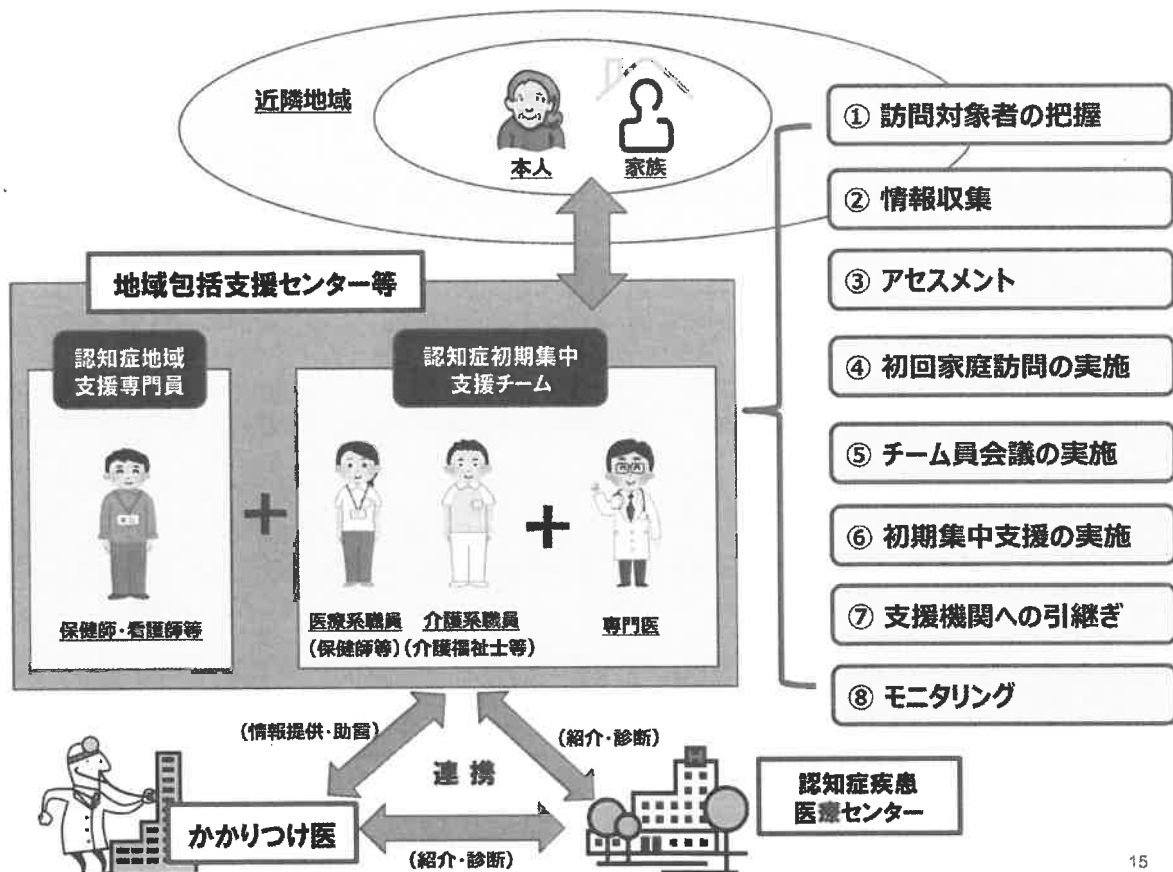 近隣地域
本人
家族
地域包括支援センター等
認知症地域
支援専門員
保健師・看護師等
認知症初期集中
支援チーム
医療系職員
(保健師等)
介護系職員
(介護福祉士等)
専門医
① 訪問対象者の把握
② 情報収集
③ アセスメント
④ 初回家庭訪問の実施
⑤ チーム員会議の実施
⑥ 初期集中支援の実施
⑦ 支援機関への引継ぎ
⑧ モニタリング
(情報提供・助言)
(紹介・診断)
連携
かかりつけ医
(紹介・診断)
H
認知症疾患
医療センター
15